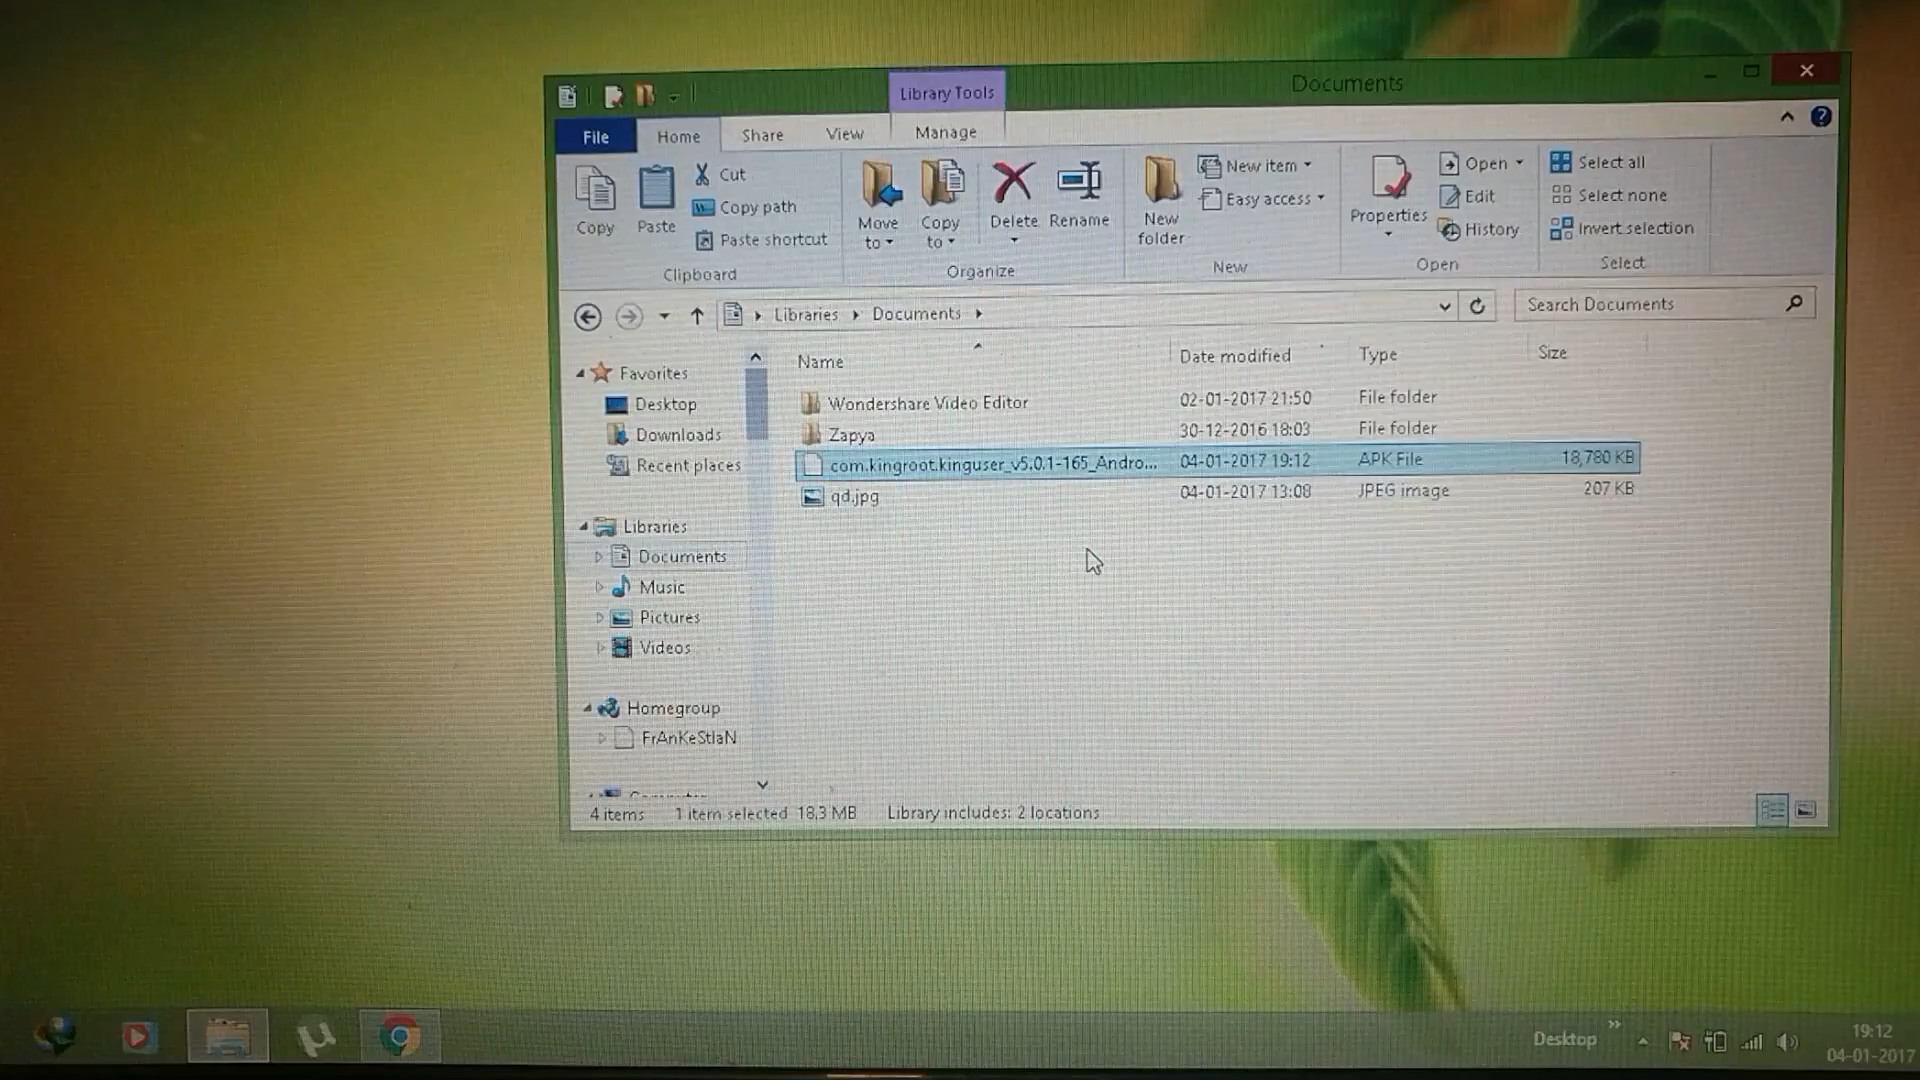 Library Tools
Documents
File
Home
Share
View
Manage
Copy
Paste
Cut
Copy path
Paste shortcut
Clipboard
Move to
Copy to
Delete
Rename
Organize
New folder
New item
Easy access
New
Properties
Open
Edit
History
Open
Select all
Select none
Invert selection
Select
Libraries
Documents
Search Documents
Favorites
Desktop
Downloads
Recent places
Libraries
Documents
Music
Pictures
Videos
Homegroup
FrAnKeStIaN
Name Date modified Type Size
Wondershare Video Editor 02-01-2017 21:50 File folder
Zapya 30-12-2016 18:03 File folder
com.kingroot.kinguser_v5.0.1-165_Andro... 04-01-2017 19:12 APK File 18,780 KB
qd.jpg 04-01-2017 13:08 JPEG image 207 KB
4 items 1 item selected 18.3 MB Library includes: 2 locations
Desktop
19:12
04-01-2017